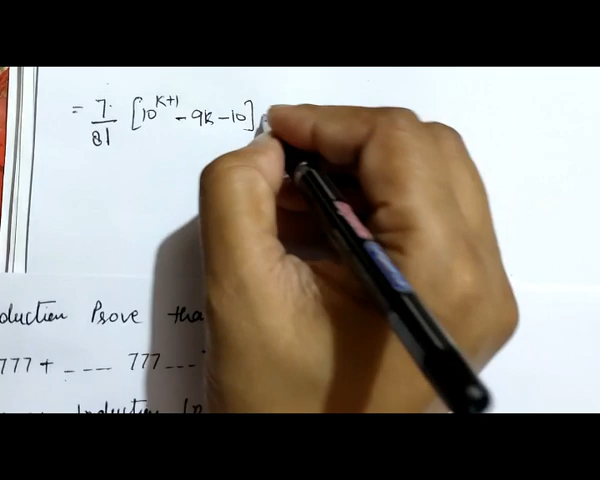 = 7/81 [10^(K+1) - 9k - 10]
duction Prove tha
777 + ---- 777---